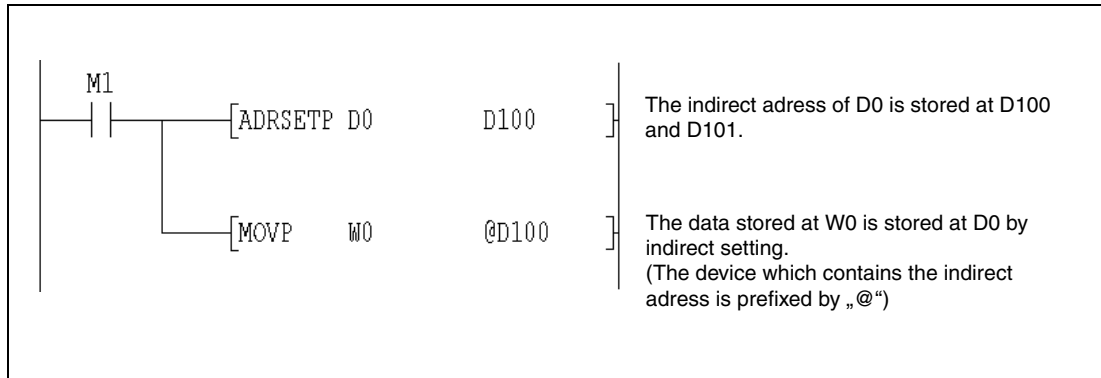 M1
[ADRSETP D0 D100 ]
The indirect adress of D0 is stored at D100
and D101.
[MOVP W0 @D100 ]
The data stored at W0 is stored at D0 by
indirect setting.
(The device which contains the indirect
adress is prefixed by „@“)